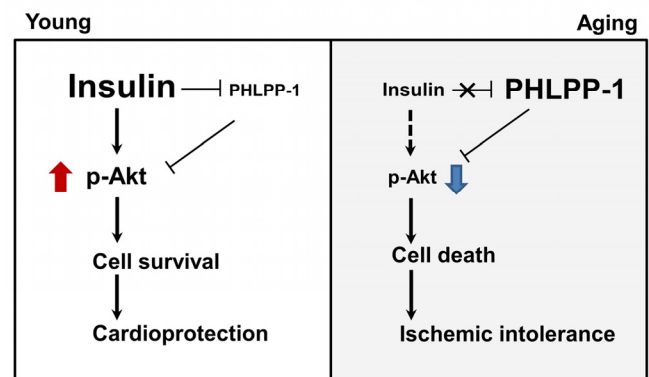 Young
Aging
Insulin
PHLPP-1
Insulin
PHLPP-1
p-Akt
p-Akt
Cell survival
Cell death
Cardioprotection
Ischemic intolerance